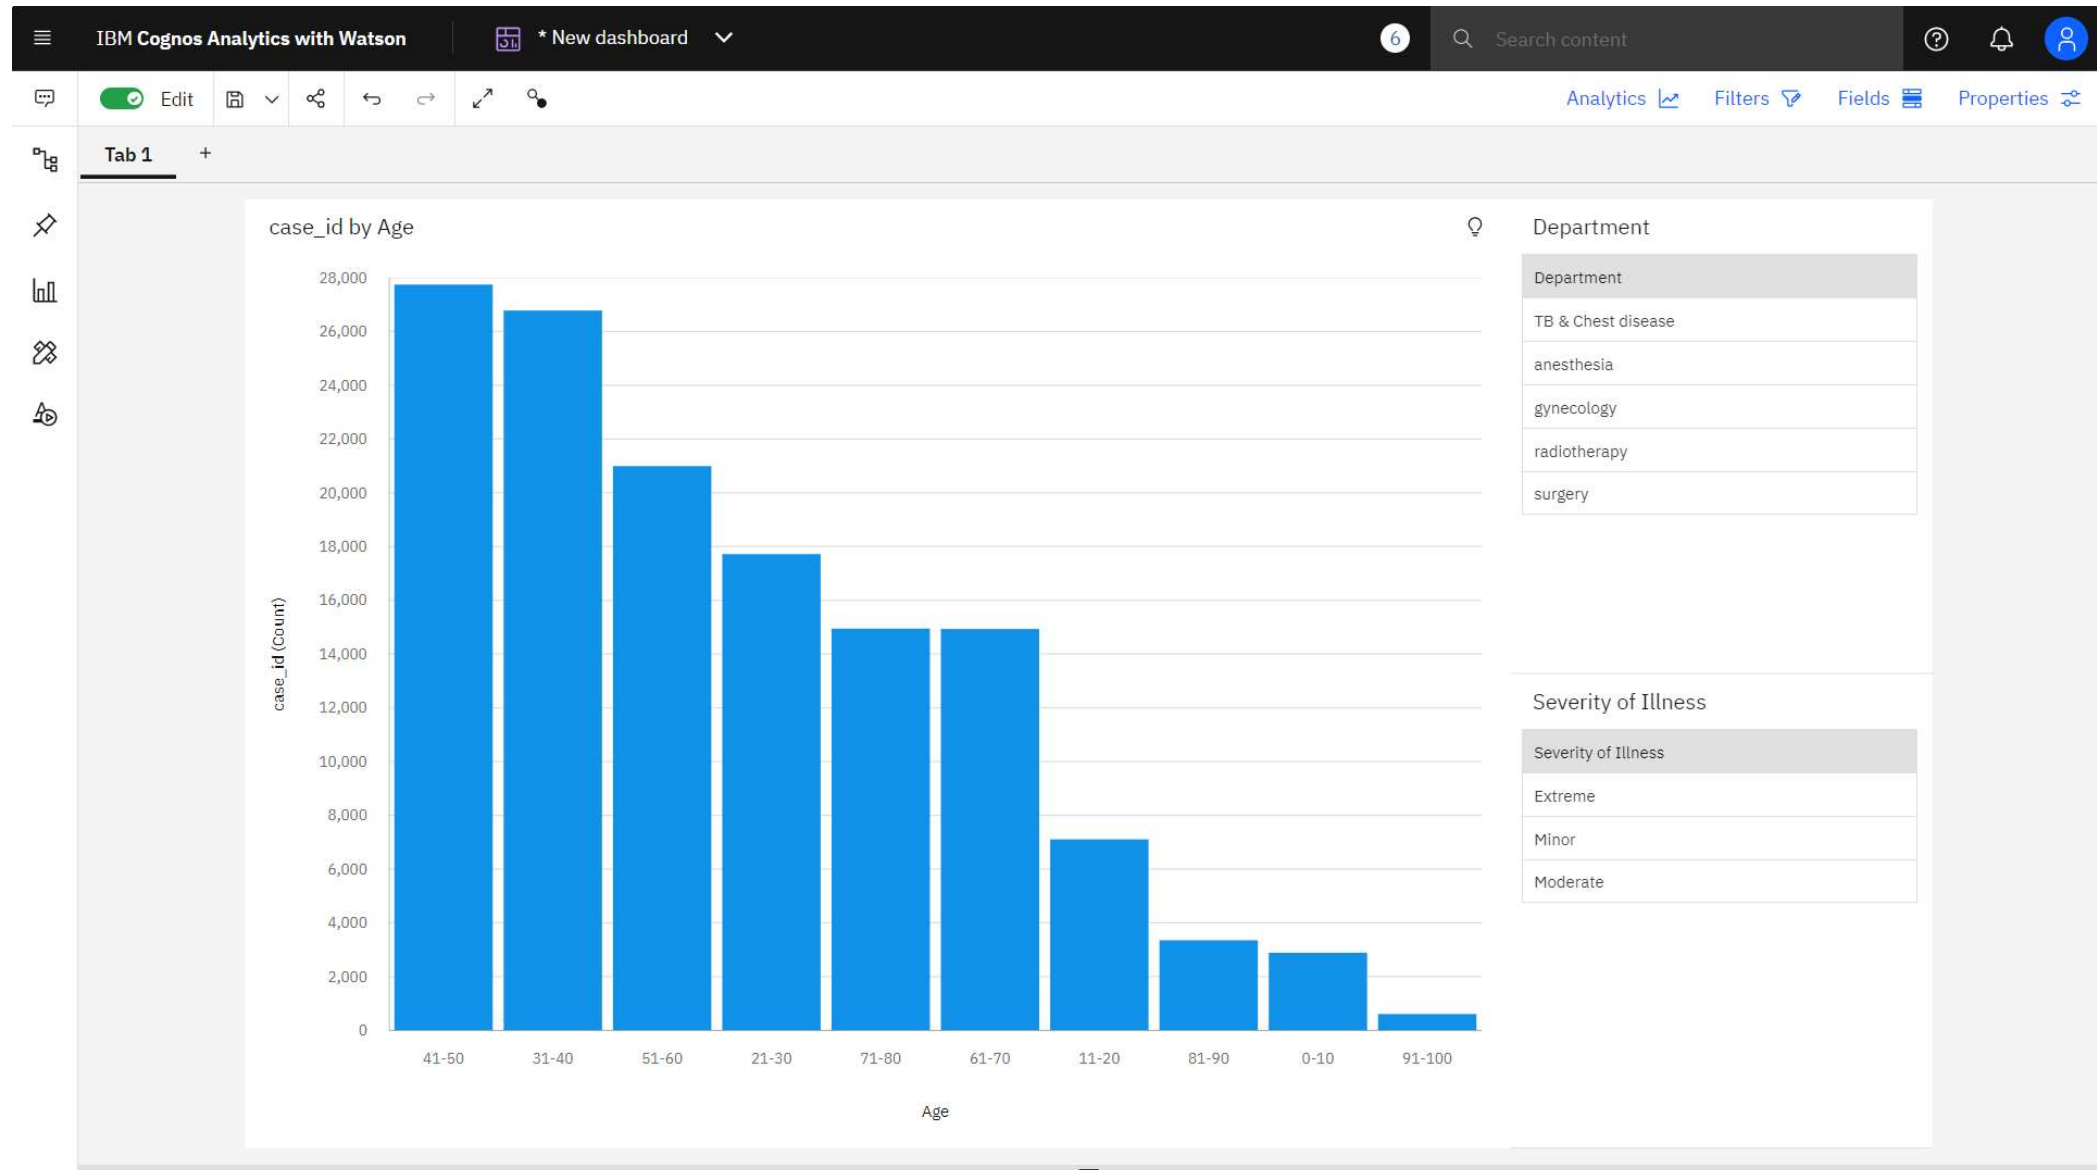 IBM Cognos Analytics with Watson
* New dashboard
6
Search content
Edit
Analytics
Filters
Fields
Properties
Tab 1
+
case_id by Age
28,000
26,000
24,000
22,000
20,000
18,000
16,000
14,000
12,000
10,000
8,000
6,000
4,000
2,000
0
case_id (Count)
41-50
31-40
51-60
21-30
71-80
61-70
11-20
81-90
0-10
91-100
Age
Department
Department
TB & Chest disease
anesthesia
gynecology
radiotherapy
surgery
Severity of Illness
Severity of Illness
Extreme
Minor
Moderate